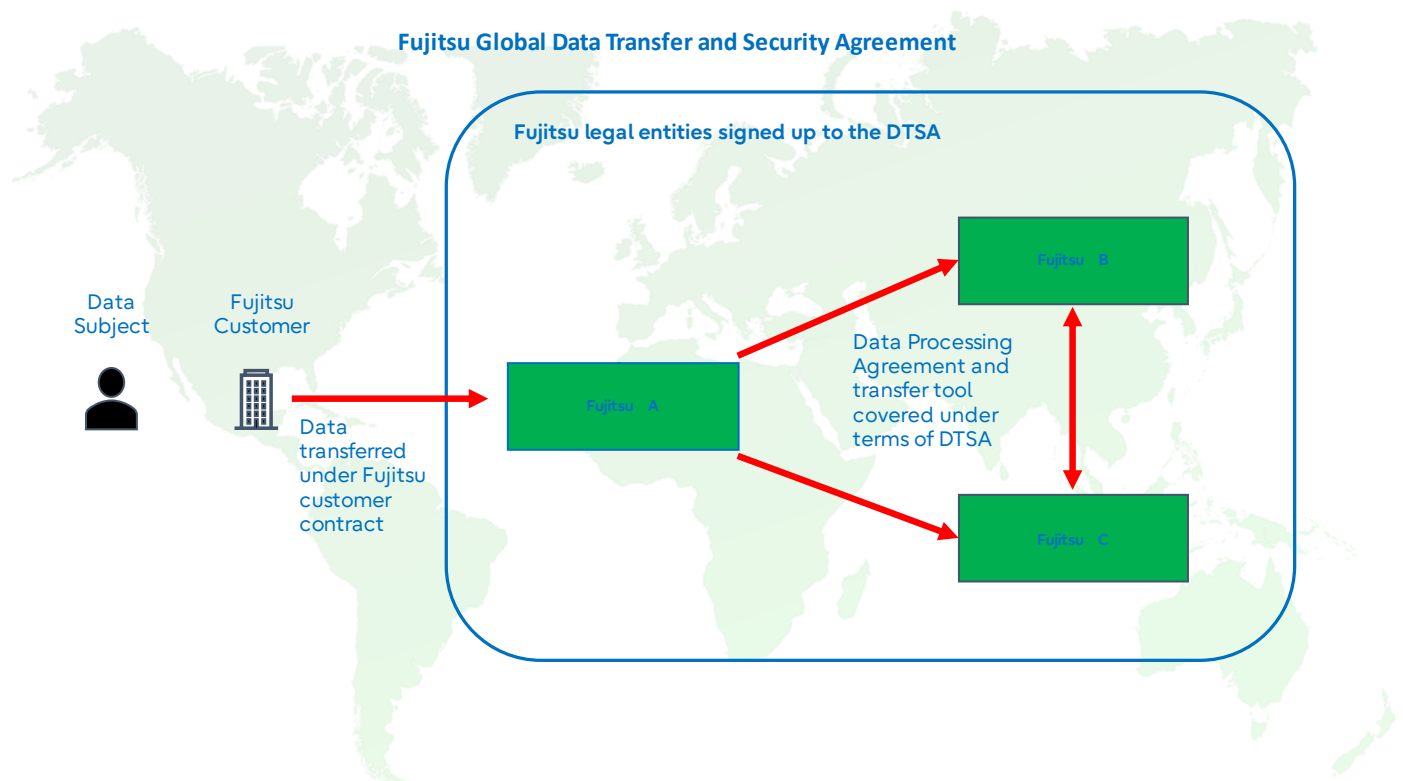 Fujitsu Global Data Transfer and Security Agreement
Fujitsu legal entities signed up to the DTSA
Data
Subject
Fujitsu
Customer
Data
transferred
under Fujitsu
customer
contract
Fujitsu A
Fujitsu B
Data Processing
Agreement and
transfer tool
covered under
terms of DTSA
Fujitsu C